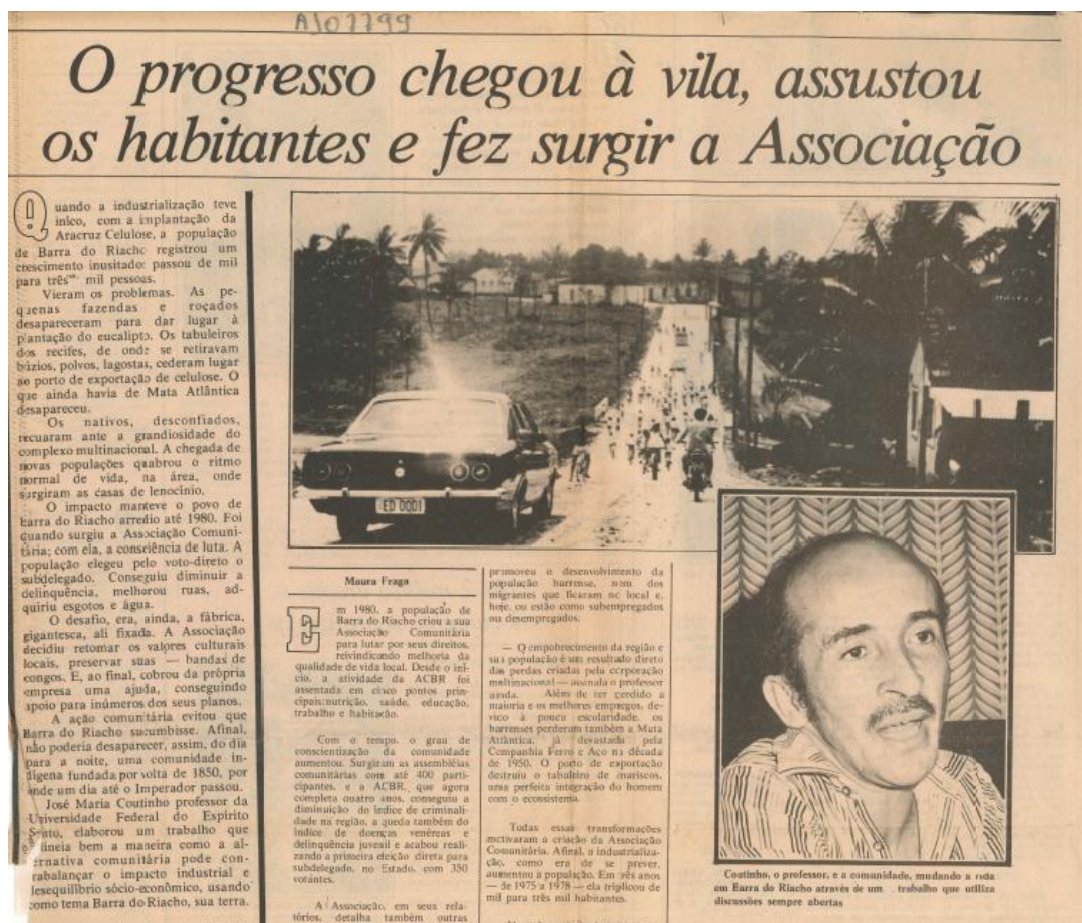 AJ07799
O progresso chegou à vila, assustou
os habitantes e fez surgir a Associação
Quando a industrialização teve
iníco, com a implantação da
Aracruz Celulose, a população
de Barra do Riacho registrou um
crescimento inusitado: passou de mil
para três mil pessoas.
Vieram os problemas. As pe-
quenas fazendas e roçados
desapareceram para dar lugar à
plantação do eucalipto. Os tabuleiros
dos recifes, de onde se retiravam
búzios, polvos, lagostas, cederam lugar
ao porto de exportação de celulose. O
que ainda havia de Mata Atlântica
desapareceu.
Os nativos, desconfiados,
recuaram ante a grandiosidade do
complexo multinacional. A chegada de
novas populações quebrou o ritmo
normal de vida, na área, onde
surgiram as casas de lenocínio.
O impacto manteve o povo de
Barra do Riacho arredio até 1980. Foi
quando surgiu a Associação Comuni-
tária; com ela, a consciência de luta. A
população elegeu pelo voto-direto o
subdelegado. Conseguiu diminuir a
delinquência, melhorou ruas, ad-
quiriu esgotos e água.
O desafio, era, ainda, a fábrica,
gigantesca, ali fixada. A Associação
decidiu retomar os valores culturais
locais, preservar suas — bandas de
congos. E, ao final, cobrou da própria
empresa uma ajuda, conseguindo
apoio para inúmeros dos seus planos.
A ação comunitária evitou que
Barra do Riacho sucumbisse. Afinal,
não poderia desaparecer, assim, do dia
para a noite, uma comunidade in-
dígena fundada por volta de 1850, por
onde um dia até o Imperador passou.
José Maria Coutinho professor da
Universidade Federal do Espírito
Santo, elaborou um trabalho que
delineia bem a maneira como a al-
ternativa comunitária pode con-
trabalançar o impacto industrial e
desequilíbrio sócio-econômico, usando
como tema Barra do Riacho, sua terra.
ED 0001
Maura Fraga
Em 1980, a população de
Barra do Riacho criou a sua
Associação Comunitária
para lutar por seus direitos,
reivindicando melhoria da
qualidade de vida local. Desde o iní-
cio, a atividade da ACBR foi
assentada em cinco pontos prin-
cipais: nutrição, saúde, educação,
trabalho e habitação.
Com o tempo, o grau de
conscientização da comunidade
aumentou. Surgiram as assembléias
comunitárias com até 400 parti-
cipantes, e a ACBR, que agora
completa quatro anos, conseguiu a
diminuição do índice de criminali-
dade na região, a queda também do
índice de doenças venéreas e
delinquência juvenil e acabou reali-
zando a primeira eleição direta para
subdelegado, no Estado, com 350
votantes.
A Associação, em seus rela-
tórios, detalha também outras
promoveu o desenvolvimento da
população barrense, nem dos
migrantes que ficaram no local e,
hoje, ou estão como subempregados
ou desempregados.
— O empobrecimento da região e
sua população é um resultado direto
das perdas criadas pela corporação
multinacional — assinala o professor
ainda. Além de ter perdido a
maioria e os melhores empregos, de-
vico à pouca escolaridade, os
barrenses perderam também a Mata
Atlântica, já devastada pela
Companhia Ferro e Aço na década
de 1950. O porto de exportação
destruiu o tabuleiro de mariscos,
uma perfeita integração do homem
com o ecossistema.
Todas essas transformações
motivaram a criação da Associação
Comunitária. Afinal, a industrializa-
ção, como era de se prever,
aumentou a população. Em três anos
— de 1975 a 1978 — ela triplicou de
mil para três mil habitantes.
Coutinho, o professor, e a comunidade, mudando a vida
em Barra do Riacho através de um trabalho que utiliza
discussões sempre abertas